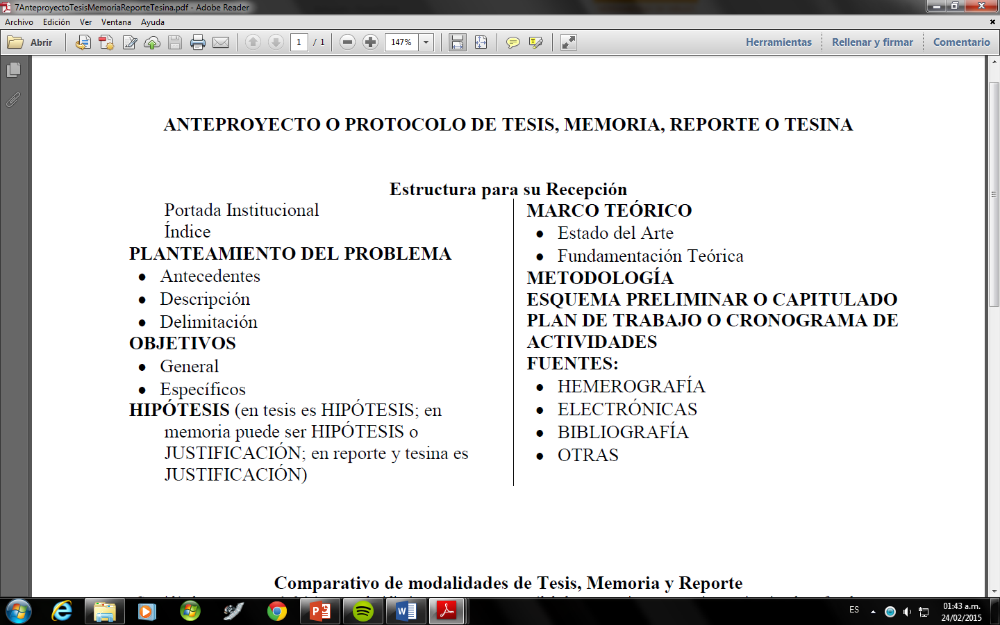 7AnteproyectoTesisMemoriaReporteTesina.pdf - Adobe Reader
Archivo Edición Ver Ventana Ayuda
Abrir 1 / 1 147% Herramientas Rellenar y firmar Comentario
ANTEPROYECTO O PROTOCOLO DE TESIS, MEMORIA, REPORTE O TESINA
Estructura para su Recepción
Portada Institucional
Índice
PLANTEAMIENTO DEL PROBLEMA
• Antecedentes
• Descripción
• Delimitación
OBJETIVOS
• General
• Específicos
HIPÓTESIS (en tesis es HIPÓTESIS; en
memoria puede ser HIPÓTESIS o
JUSTIFICACIÓN; en reporte y tesina es
JUSTIFICACIÓN)
MARCO TEÓRICO
• Estado del Arte
• Fundamentación Teórica
METODOLOGÍA
ESQUEMA PRELIMINAR O CAPITULADO
PLAN DE TRABAJO O CRONOGRAMA DE
ACTIVIDADES
FUENTES:
• HEMEROGRAFÍA
• ELECTRÓNICAS
• BIBLIOGRAFÍA
• OTRAS
Comparativo de modalidades de Tesis, Memoria y Reporte
ES
01:43 a.m.
24/02/2015